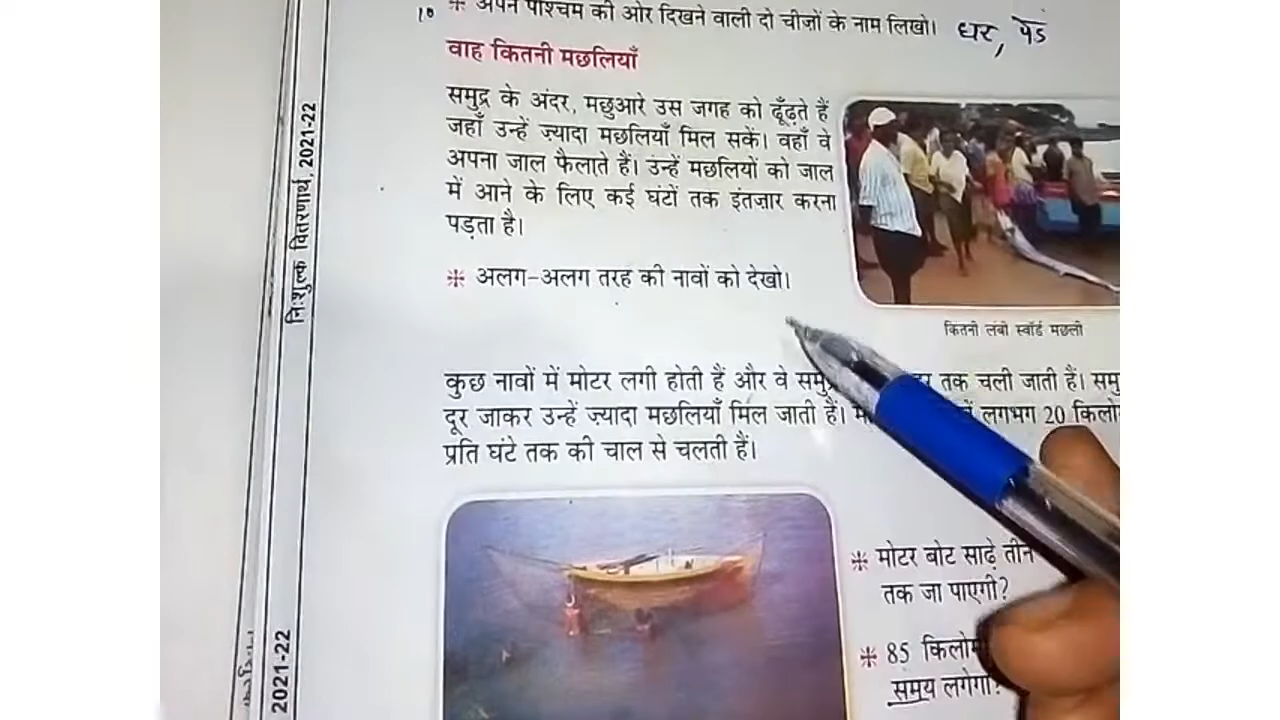 10 * अपने पश्चिम की ओर दिखने वाली दो चीज़ों के नाम लिखो। घर, पेड
वाह कितनी मछलियाँ
समुद्र के अंदर, मछुआरे उस जगह को ढूँढ़ते हैं
जहाँ उन्हें ज़्यादा मछलियाँ मिल सकें। वहाँ वे
अपना जाल फैलाते हैं। उन्हें मछलियों को जाल
में आने के लिए कई घंटों तक इंतज़ार करना
पड़ता है।
* अलग-अलग तरह की नावों को देखो।
कितनी लंबी स्वॉर्ड मछली
कुछ नावों में मोटर लगी होती हैं और वे तक चली जाती हैं।
दूर जाकर उन्हें ज़्यादा मछलियाँ मिल जाती हैं। लगभग 20
प्रति घंटे तक की चाल से चलती हैं।
* मोटर बोट साढ़े तीन
तक जा पाएगी?
* 85
समय लगेगा?
निःशुल्क वितरणार्थ, 2021-22
2021-22